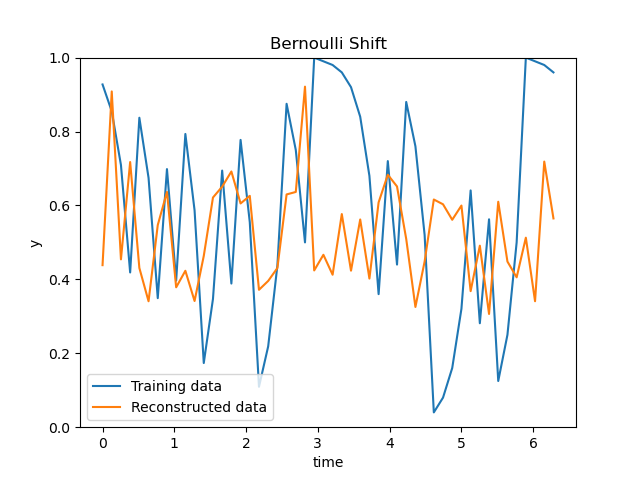 Bernoulli Shift
1.0
0.8
0.6
0.4
0.2
0.0
y
Training data
Reconstructed data
0 1 2 3 4 5 6
time